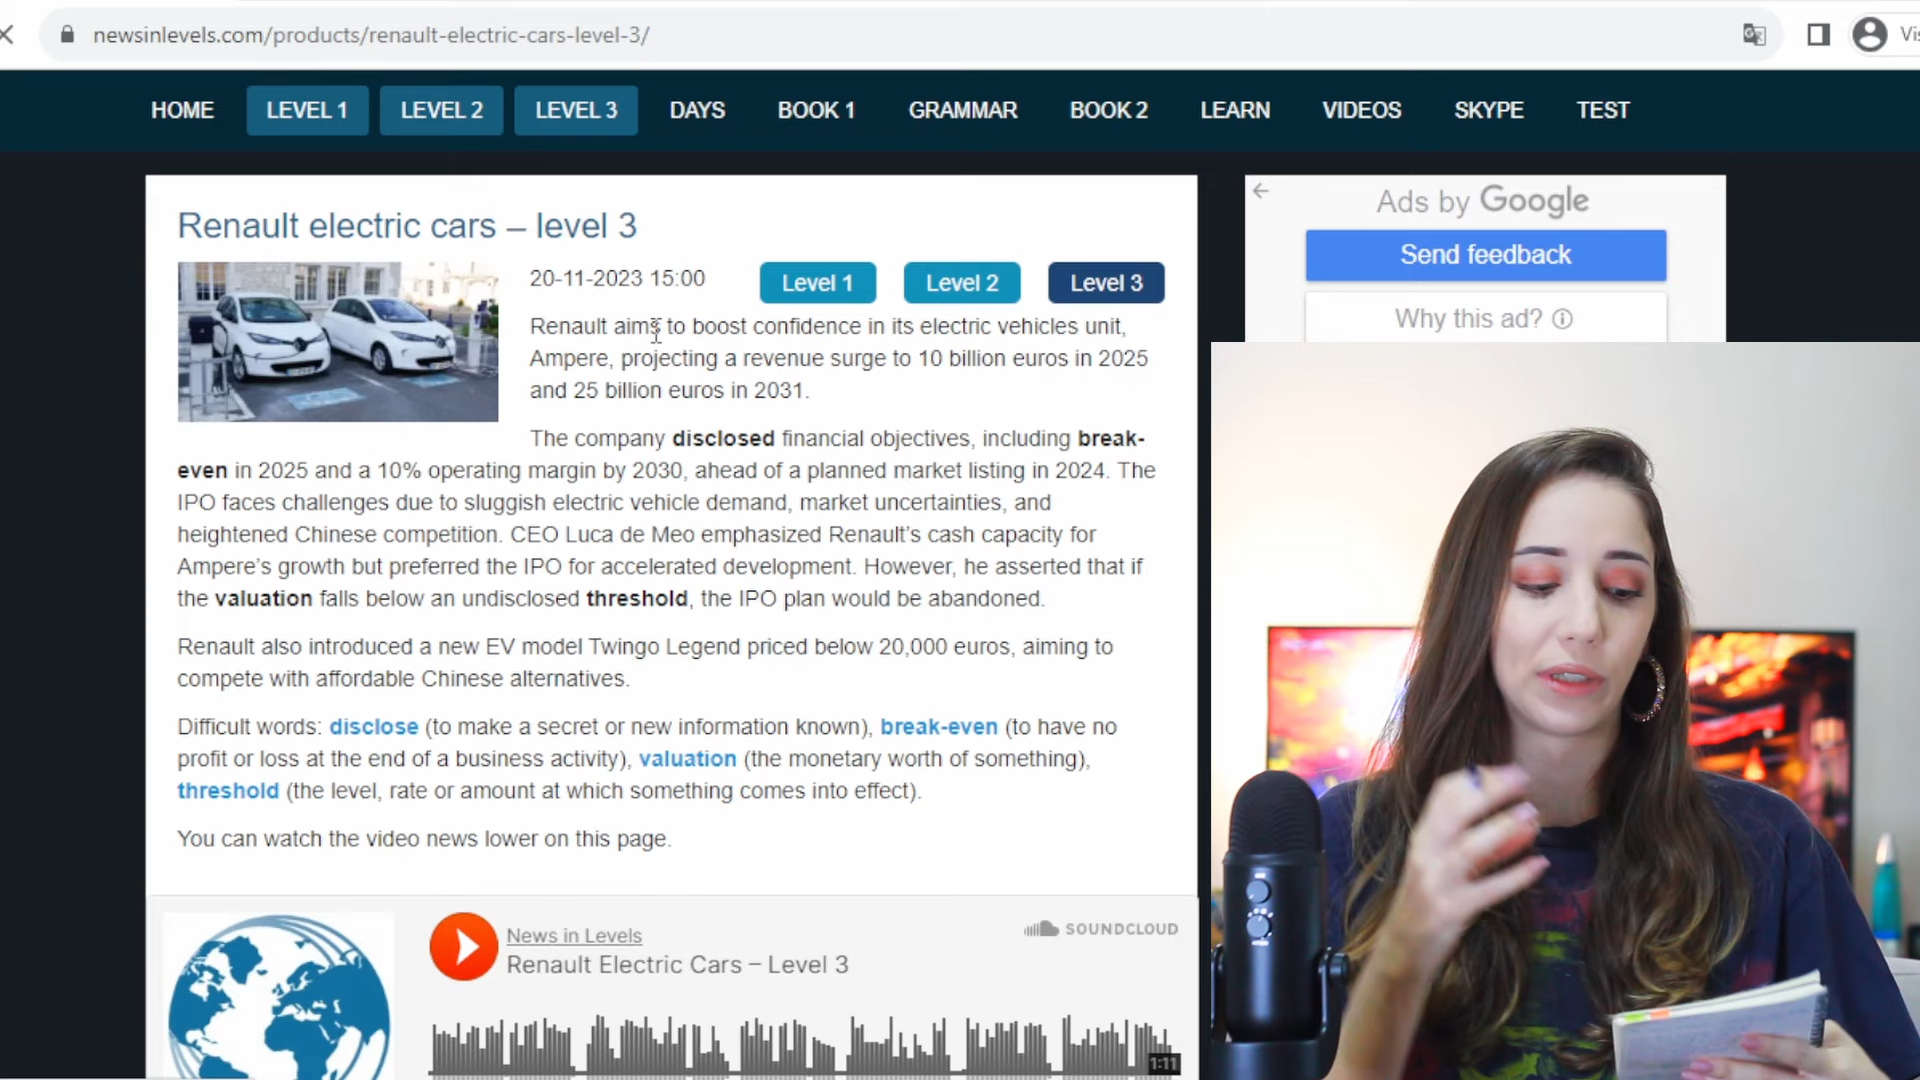 newsinlevels.com/products/renault-electric-cars-level-3/
HOME LEVEL 1 LEVEL 2 LEVEL 3 DAYS BOOK 1 GRAMMAR BOOK 2 LEARN VIDEOS SKYPE TEST
Renault electric cars – level 3
20-11-2023 15:00
Level 1 Level 2 Level 3
Renault aims to boost confidence in its electric vehicles unit,
Ampere, projecting a revenue surge to 10 billion euros in 2025
and 25 billion euros in 2031.
The company disclosed financial objectives, including break-
even in 2025 and a 10% operating margin by 2030, ahead of a planned market listing in 2024. The
IPO faces challenges due to sluggish electric vehicle demand, market uncertainties, and
heightened Chinese competition. CEO Luca de Meo emphasized Renault’s cash capacity for
Ampere’s growth but preferred the IPO for accelerated development. However, he asserted that if
the valuation falls below an undisclosed threshold, the IPO plan would be abandoned.
Renault also introduced a new EV model Twingo Legend priced below 20,000 euros, aiming to
compete with affordable Chinese alternatives.
Difficult words: disclose (to make a secret or new information known), break-even (to have no
profit or loss at the end of a business activity), valuation (the monetary worth of something),
threshold (the level, rate or amount at which something comes into effect).
You can watch the video news lower on this page.
News in Levels
SOUNDCLOUD
Renault Electric Cars – Level 3
1:11
Ads by Google
Send feedback
Why this ad?